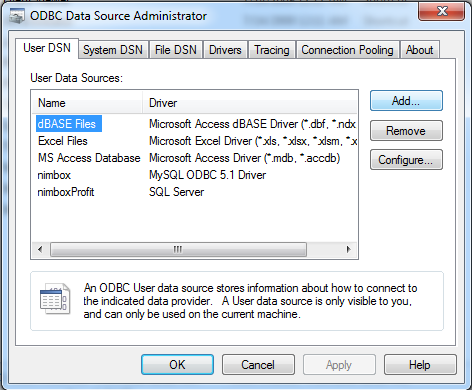 ODBC Data Source Administrator
User DSN System DSN File DSN Drivers Tracing Connection Pooling About
User Data Sources:
Name Driver
dBASE Files Microsoft Access dBASE Driver (*.dbf, *.ndx
Excel Files Microsoft Excel Driver (*.xls, *.xlsx, *.xlsm, *.x
MS Access Database Microsoft Access Driver (*.mdb, *.accdb)
nimbox MySQL ODBC 5.1 Driver
nimboxProfit SQL Server
Add...
Remove
Configure...
An ODBC User data source stores information about how to connect to
the indicated data provider. A User data source is only visible to you,
and can only be used on the current machine.
OK Cancel Apply Help